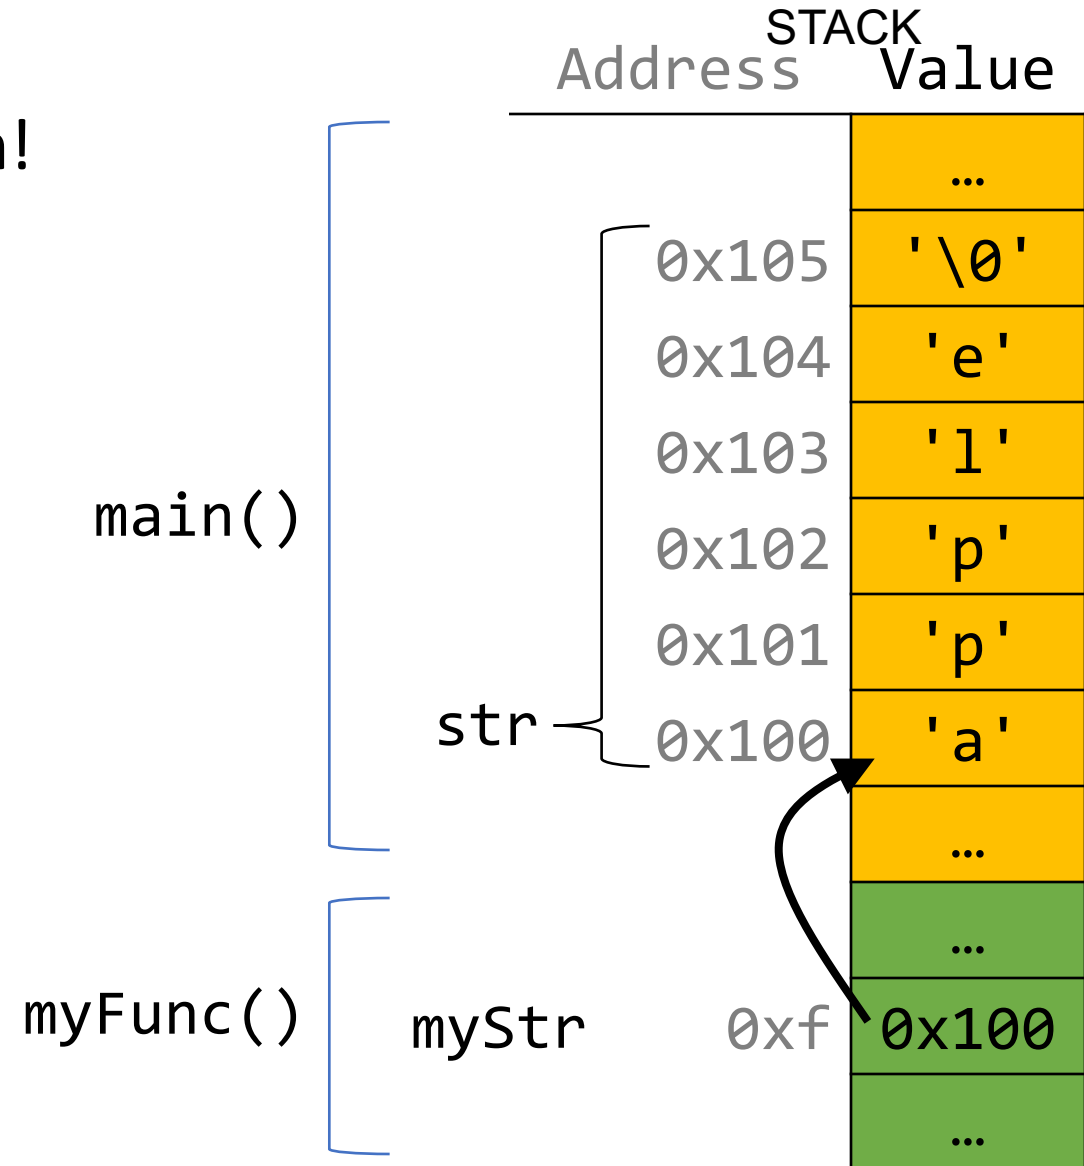 STACK
Address Value
!
…
0x105 '\0'
0x104 'e'
0x103 'l'
main() 0x102 'p'
0x101 'p'
str 0x100 'a'
…
…
myFunc() myStr 0xf 0x100
…